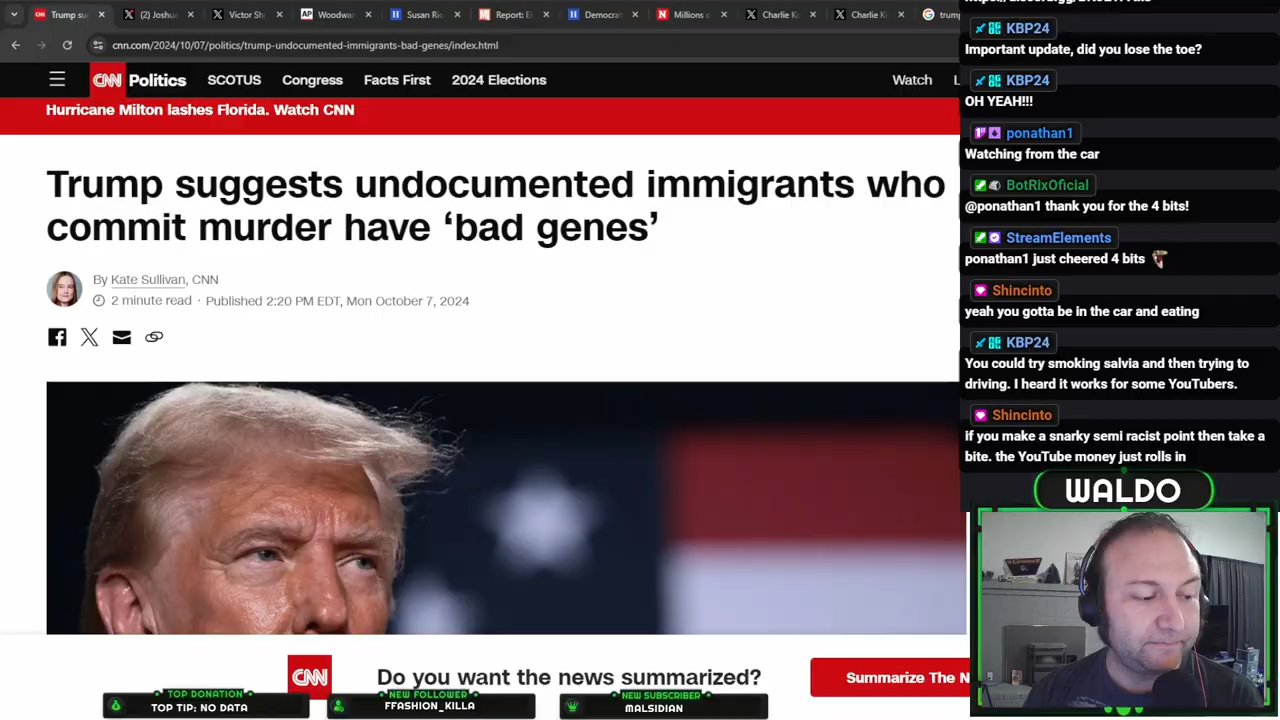 Trump su
(2) Joshua
Victor Sh
Woodwar
Susan Ric
Report: El
Democrat
Millions o
Charlie K
Charlie K
trum
cnn.com/2024/10/07/politics/trump-undocumented-immigrants-bad-genes/index.html
CNN Politics SCOTUS Congress Facts First 2024 Elections Watch L
Hurricane Milton lashes Florida. Watch CNN
Trump suggests undocumented immigrants who
commit murder have ‘bad genes’
By Kate Sullivan, CNN
2 minute read · Published 2:20 PM EDT, Mon October 7, 2024
CNN
Do you want the news summarized?
Summarize The N
TOP DONATION
TOP TIP: NO DATA
NEW FOLLOWER
FFASHION_KILLA
NEW SUBSCRIBER
MALSIDIAN
KBP24
Important update, did you lose the toe?
KBP24
OH YEAH!!!
ponathan1
Watching from the car
BotRixOficial
@ponathan1 thank you for the 4 bits!
StreamElements
ponathan1 just cheered 4 bits
Shincinto
yeah you gotta be in the car and eating
KBP24
You could try smoking salvia and then trying to
driving. I heard it works for some YouTubers.
Shincinto
if you make a snarky semi racist point then take a
bite. the YouTube money just rolls in
WALDO